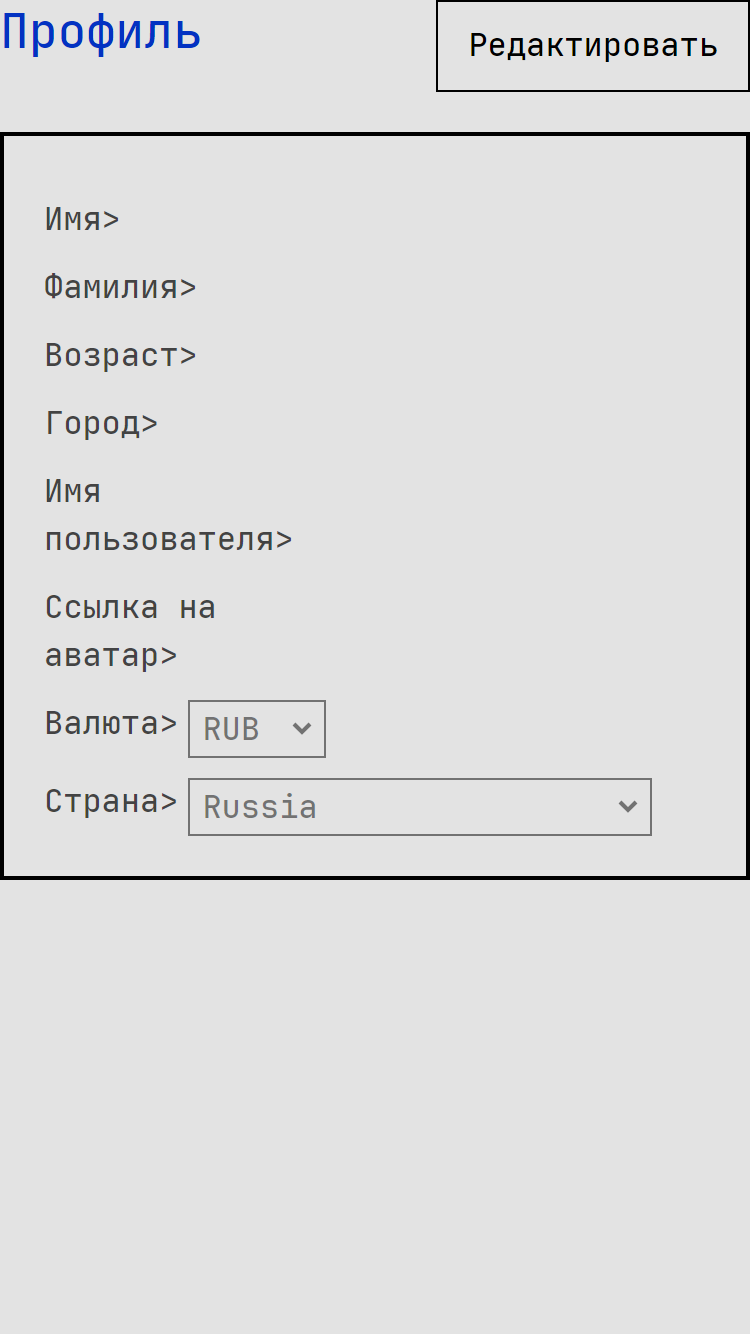 Профиль
Редактировать
Имя>
Фамилия>
Возраст>
Город>
Имя
пользователя>
Ссылка на
аватар>
Валюта> RUB
Страна> Russia